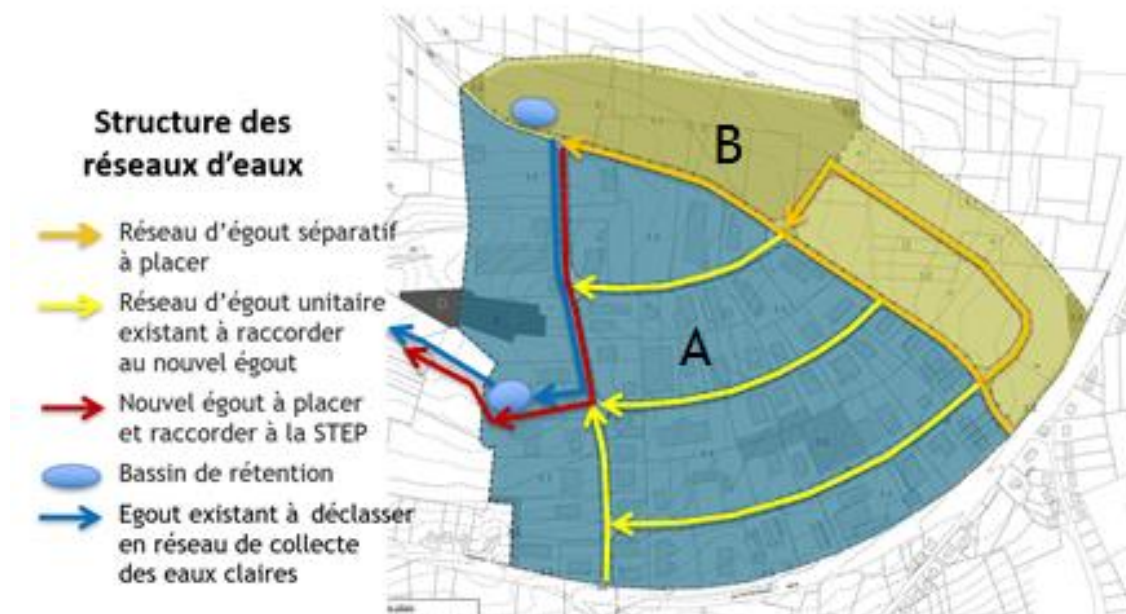 Structure des
réseaux d'eaux
Réseau d'égout séparatif
à placer
Réseau d'égout unitaire
existant à raccorder
au nouvel égout
Nouvel égout à placer
et raccorder à la STEP
Bassin de rétention
Egout existant à déclasser
en réseau de collecte
des eaux claires
B
A